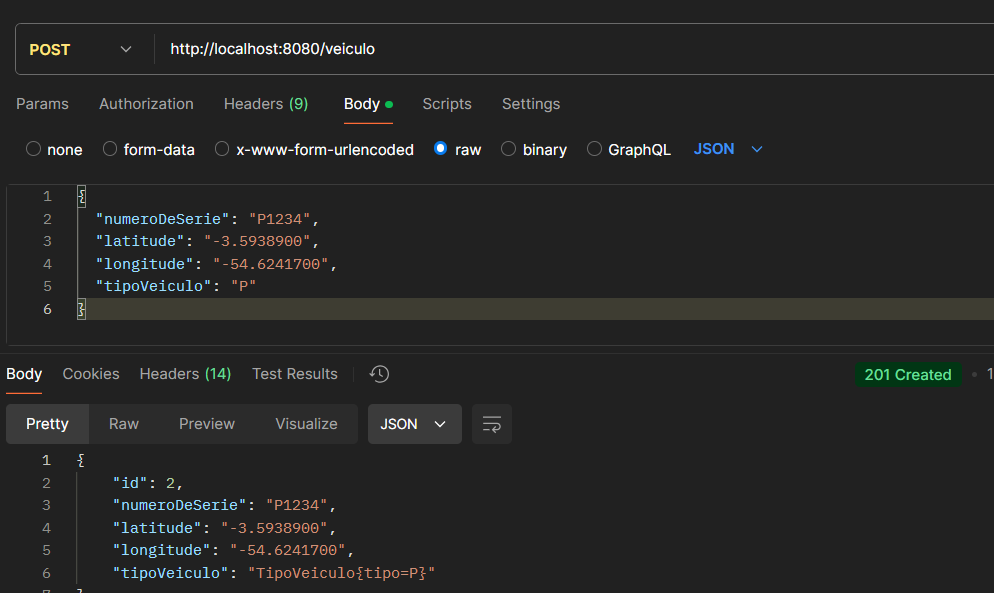 POST http://localhost:8080/veiculo
Params Authorization Headers (9) Body Scripts Settings
none form-data x-www-form-urlencoded raw binary GraphQL JSON
1 {
2 "numeroDeSerie": "P1234",
3 "latitude": "-3.5938900",
4 "longitude": "-54.6241700",
5 "tipoVeiculo": "P"
6 }
Body Cookies Headers (14) Test Results 201 Created • 1
Pretty Raw Preview Visualize JSON
1 {
2 "id": 2,
3 "numeroDeSerie": "P1234",
4 "latitude": "-3.5938900",
5 "longitude": "-54.6241700",
6 "tipoVeiculo": "TipoVeiculo{tipo=P}"
7 }